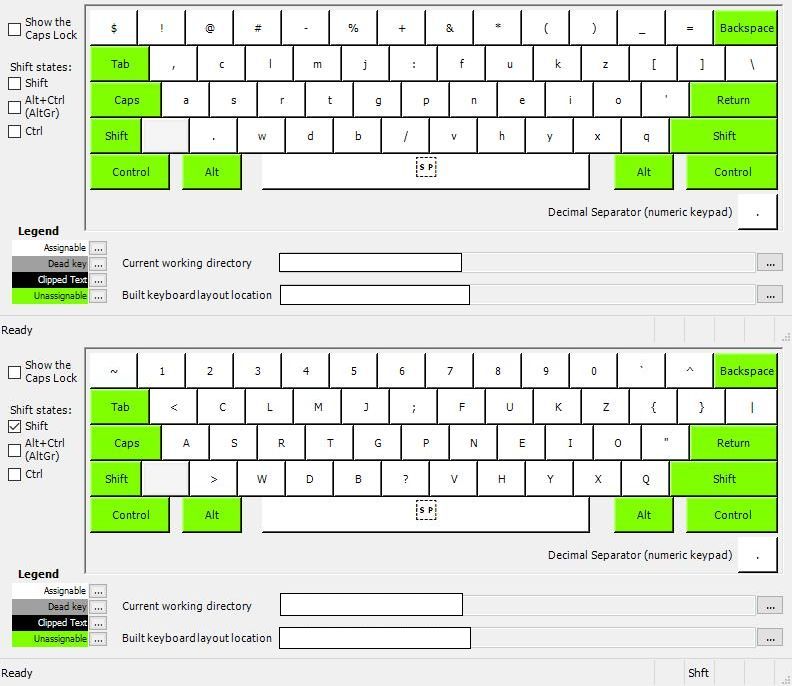 Show the
Caps Lock
$ ! @ # - % + & * ( ) _ = Backspace
Shift states:
Tab , c l m j : f u k z [ ] \
Shift
Alt+Ctrl
(AltGr)
Caps a s r t g p n e i o ' Return
Ctrl
Shift . w d b / v h y x q Shift
Control Alt SP Alt Control
Decimal Separator (numeric keypad) .
Legend
Assignable ...
Dead key ...
Clipped Text ...
Unassignable ...
Current working directory ...
Built keyboard layout location ...
Ready
Show the
Caps Lock
~ 1 2 3 4 5 6 7 8 9 0 ` ^ Backspace
Shift states:
Tab < C L M J ; F U K Z { } |
Shift
Alt+Ctrl
(AltGr)
Caps A S R T G P N E I O " Return
Ctrl
Shift > W D B ? V H Y X Q Shift
Control Alt SP Alt Control
Decimal Separator (numeric keypad) .
Legend
Assignable ...
Dead key ...
Clipped Text ...
Unassignable ...
Current working directory ...
Built keyboard layout location ...
Ready Shft